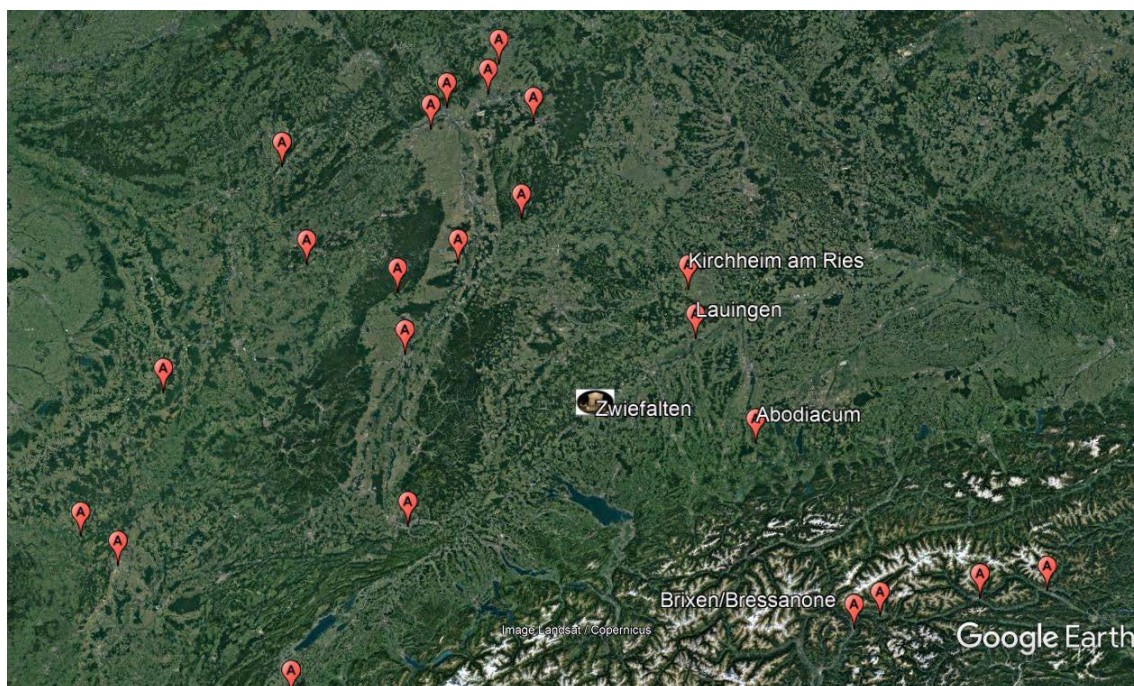 A
A
A
A
A
A
A
A
A
A
A
A
Kirchheim am Ries
Lauingen
A
Zwiefalten
Abodiacum
A
A
A
A
A
A
Brixen/Bressanone
A
A
Image Landsat / Copernicus
Google Earth
A